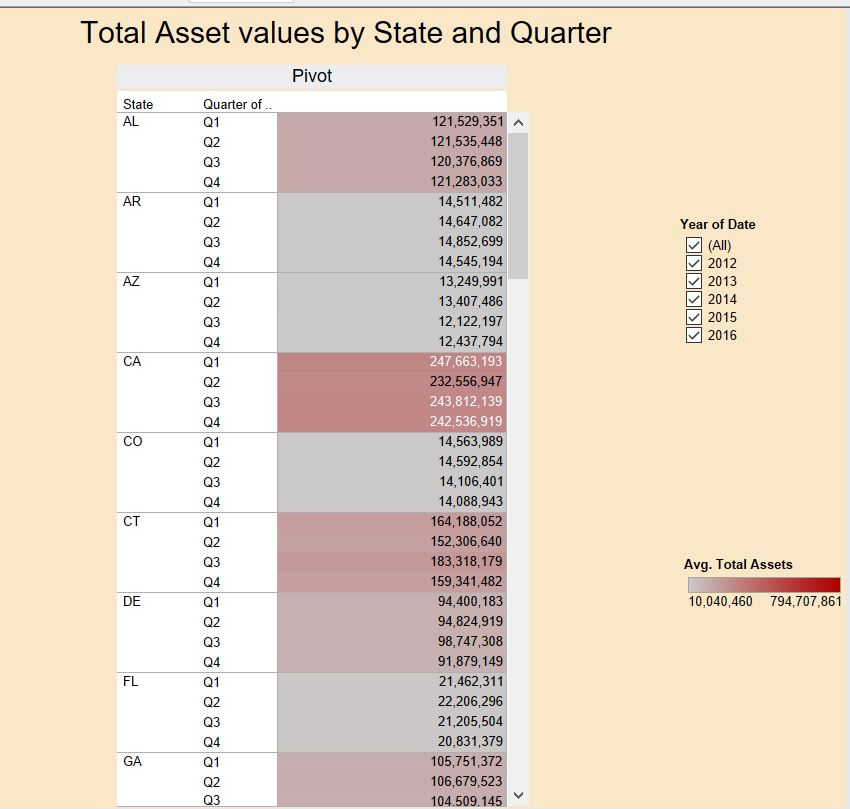 Total Asset values by State and Quarter
Pivot
State Quarter of ..
AL Q1 121,529,351
Q2 121,535,448
Q3 120,376,869
Q4 121,283,033
AR Q1 14,511,482
Q2 14,647,082
Q3 14,852,699
Q4 14,545,194
AZ Q1 13,249,991
Q2 13,407,486
Q3 12,122,197
Q4 12,437,794
CA Q1 247,663,193
Q2 232,556,947
Q3 243,812,139
Q4 242,536,919
CO Q1 14,563,989
Q2 14,592,854
Q3 14,106,401
Q4 14,088,943
CT Q1 164,188,052
Q2 152,306,640
Q3 183,318,179
Q4 159,341,482
DE Q1 94,400,183
Q2 94,824,919
Q3 98,747,308
Q4 91,879,149
FL Q1 21,462,311
Q2 22,206,296
Q3 21,205,504
Q4 20,831,379
GA Q1 105,751,372
Q2 106,679,523
Q3 104,509,145
Year of Date
(All)
2012
2013
2014
2015
2016
Avg. Total Assets
10,040,460 794,707,861